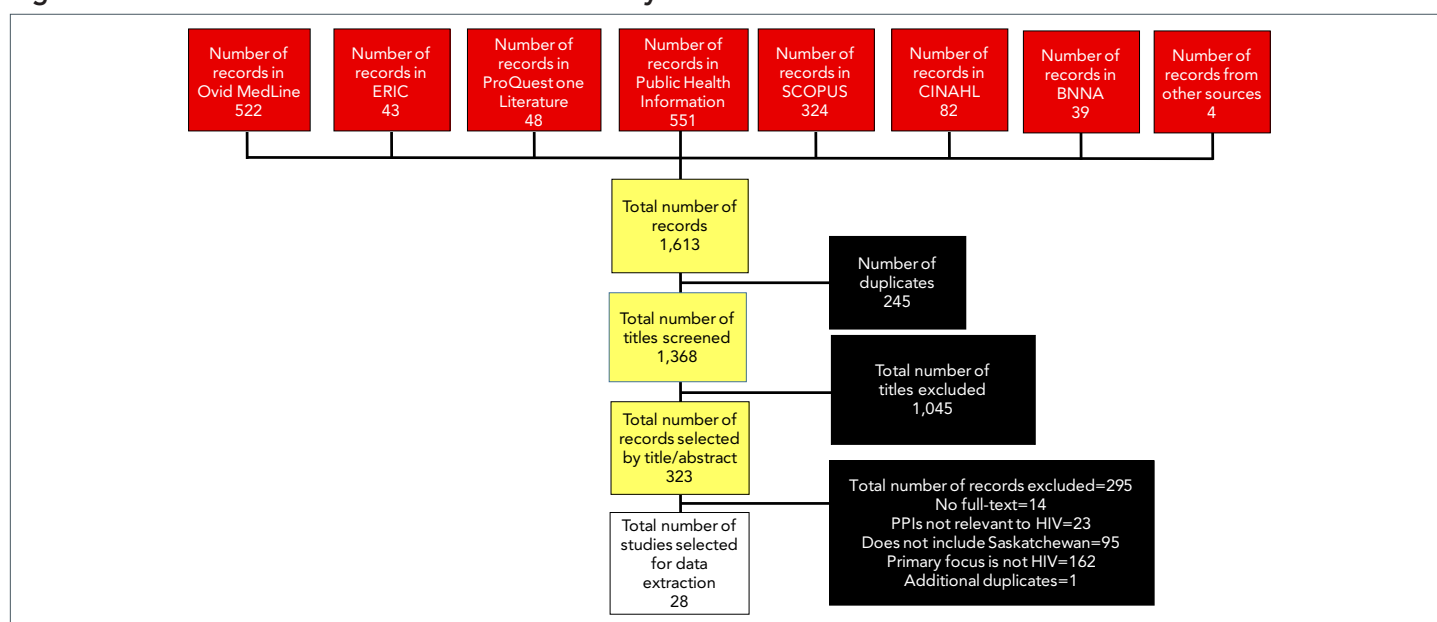 Number of
records in
Ovid MedLine
522
Number of
records in
ERIC
43
Number of
records in
ProQuest one
Literature
48
Number of
records in
Public Health
Information
551
Number of
records in
SCOPUS
324
Number of
records in
CINAHL
82
Number of
records in
BNNA
39
Number of
records from
other sources
4
Total number of
records
1,613
Number of
duplicates
245
Total number of
titles screened
1,368
Total number of
titles excluded
1,045
Total number of
records selected
by title/abstract
323
Total number of records excluded=295
No full-text=14
PPIs not relevant to HIV=23
Does not include Saskatchewan=95
Primary focus is not HIV=162
Additional duplicates=1
Total number of
studies selected
for data
extraction
28